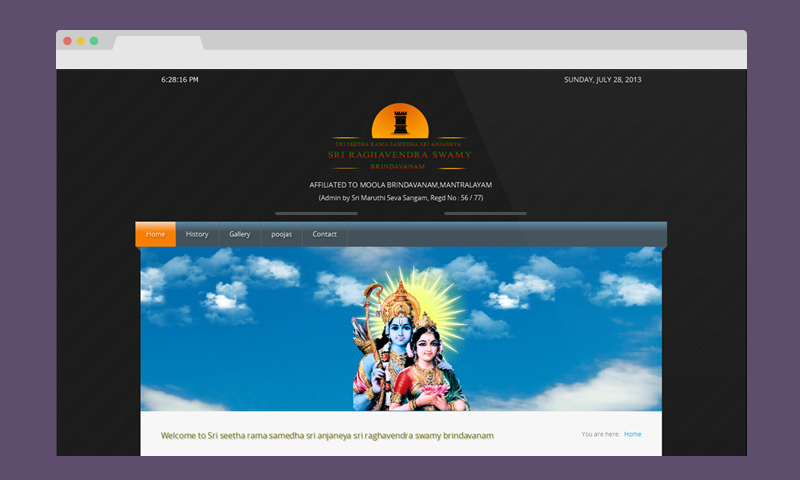 6:28:16 PM
SUNDAY, JULY 28, 2013
SRI SEETHA RAMA SAMEDHA SRI ANJANEYA
SRI RAGHAVENDRA SWAMY
BRINDAVANAM
AFFILIATED TO MOOLA BRINDAVANAM,MANTRALAYAM
(Admin by Sri Maruthi Seva Sangam, Regd No : 56 / 77)
Home History Gallery poojas Contact
Welcome to Sri seetha rama samedha sri anjaneya sri raghavendra swamy brindavanam
You are here: Home